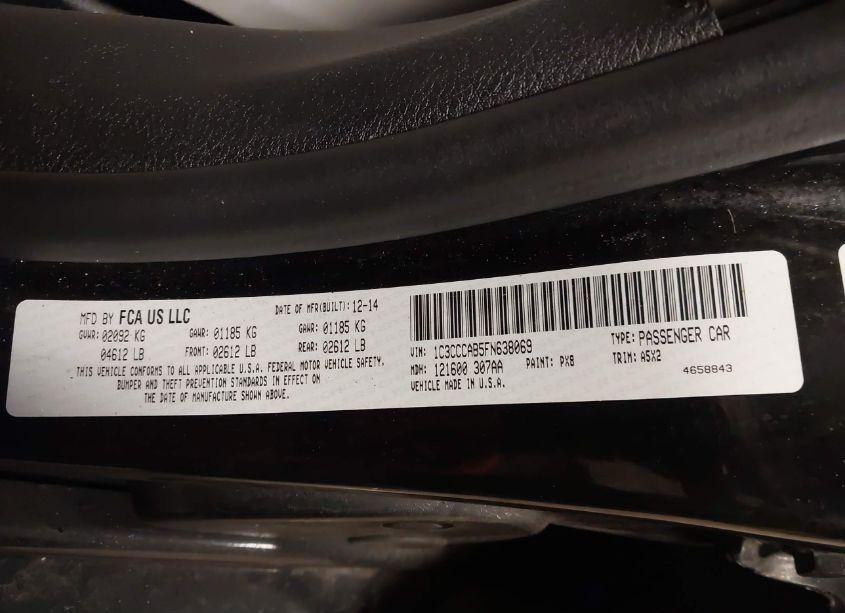 MFD BY FCA US LLC
DATE OF MFR(BUILT): 12-14
GVWR: 02092 KG
GAWR: 01185 KG
GAWR: 01185 KG
04612 LB
FRONT: 02612 LB
REAR: 02612 LB
THIS VEHICLE CONFORMS TO ALL APPLICABLE U.S.A. FEDERAL MOTOR VEHICLE SAFETY,
BUMPER AND THEFT PREVENTION STANDARDS IN EFFECT ON
THE DATE OF MANUFACTURE SHOWN ABOVE.
VIN: 1C3CCCAB5FN638069
TYPE: PASSENGER CAR
MDH: 121600 307AA
PAINT: PX8
TRIM: A5X2
VEHICLE MADE IN U.S.A.
4658843